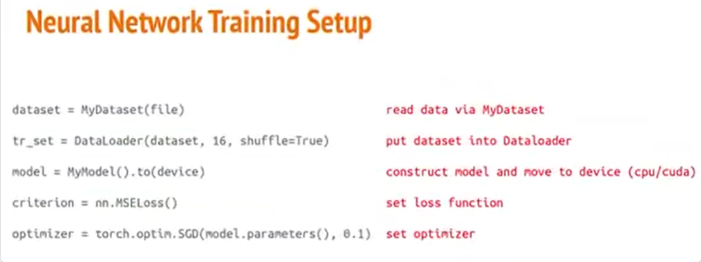 Neural Network Training Setup
dataset = MyDataset(file) read data via MyDataset
tr_set = DataLoader(dataset, 16, shuffle=True) put dataset into Dataloader
model = MyModel().to(device) construct model and move to device (cpu/cuda)
criterion = nn.MSELoss() set loss function
optimizer = torch.optim.SGD(model.parameters(), 0.1) set optimizer